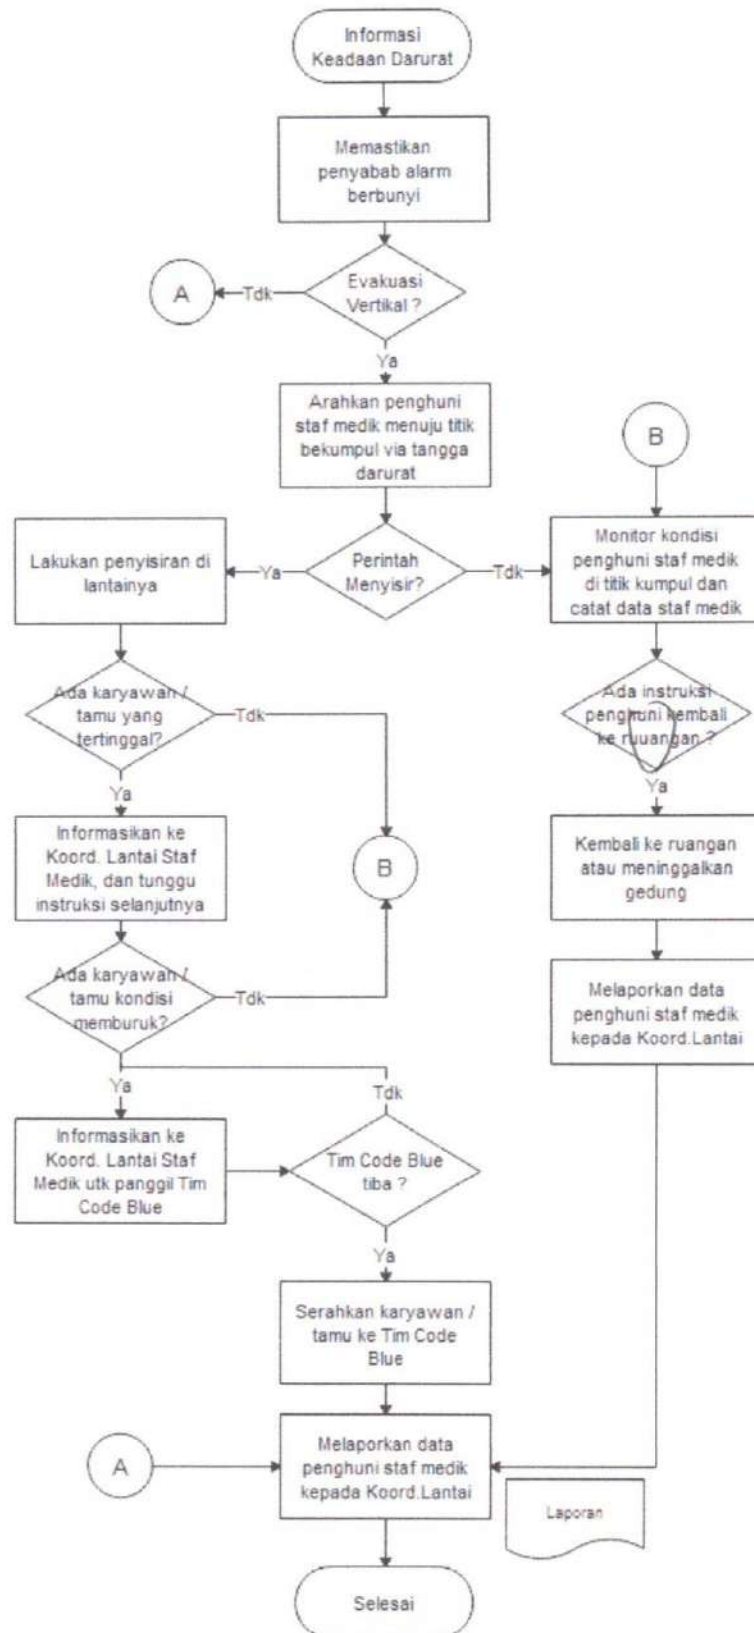 Informasi
Keadaan Darurat
Memastikan
penyabab alarm
berbunyi
Evakuasi
Vertikal ?
Tdk
A
Ya
Arahkan penghuni
staf medik menuju titik
bekumpul via tangga
darurat
B
Perintah
Menyisir?
Ya
Tdk
Lakukan penyisiran di
lantainya
Monitor kondisi
penghuni staf medik
di titik kumpul dan
catat data staf medik
Ada karyawan /
tamu yang
tertinggal?
Tdk
Ya
Ada instruksi
penghuni kembali
ke ruuangan ?
Ya
Informasikan ke
Koord. Lantai Staf
Medik, dan tunggu
instruksi selanjutnya
B
Kembali ke ruangan
atau meninggalkan
gedung
Ada karyawan /
tamu kondisi
memburuk?
Tdk
Ya
Melaporkan data
penghuni staf medik
kepada Koord.Lantai
Informasikan ke
Koord. Lantai Staf
Medik utk panggil Tim
Code Blue
Tdk
Tim Code Blue
tiba ?
Ya
Serahkan karyawan /
tamu ke Tim Code
Blue
A
Melaporkan data
penghuni staf medik
kepada Koord.Lantai
Laporan
Selesai